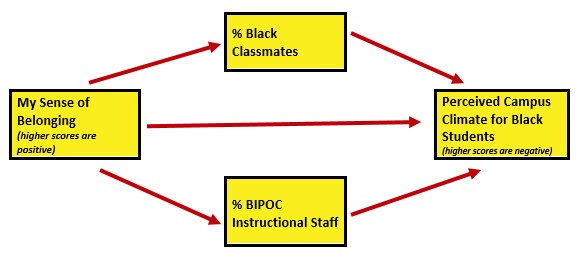 % Black
Classmates
My Sense of
Belonging
(higher scores are
positive)
Perceived Campus
Climate for Black
Students
(higher scores are negative)
% BIPOC
Instructional Staff